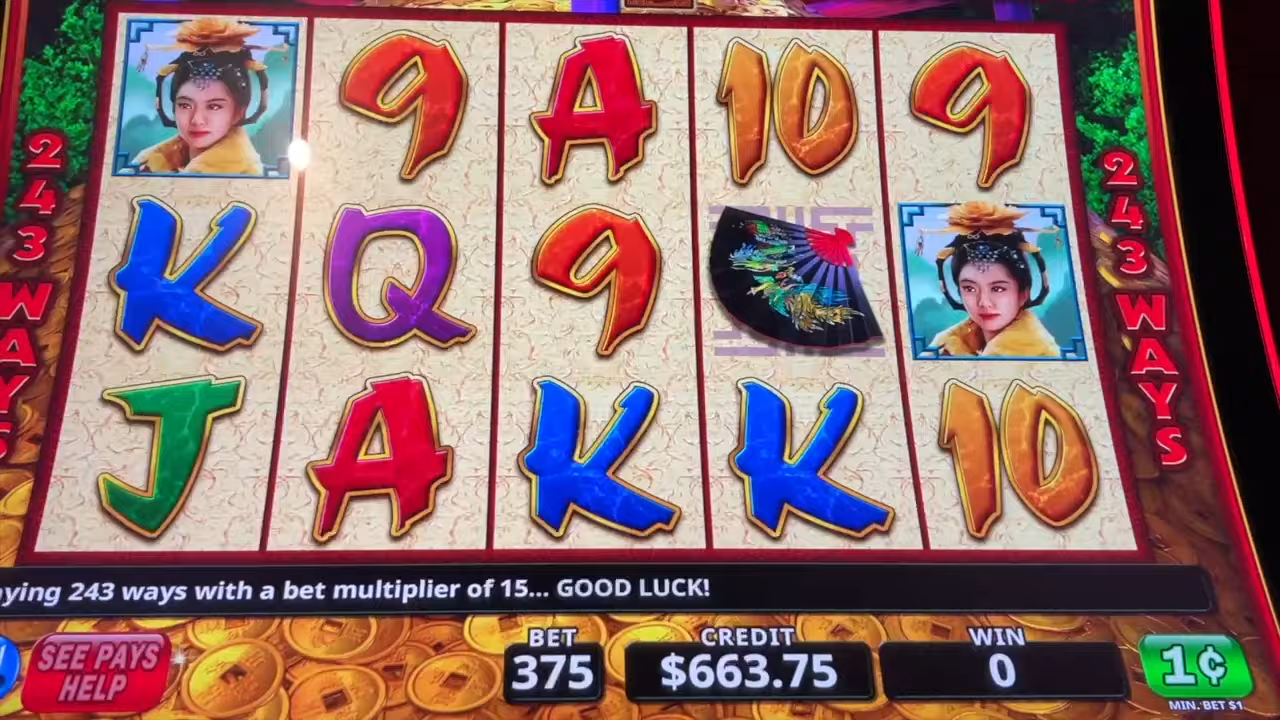 9 A 10 9
K Q 9
J A K K 10
243 WAYS
243 WAYS
ying 243 ways with a bet multiplier of 15... GOOD LUCK!
SEE PAYS
HELP
BET
375
CREDIT
$663.75
WIN
0
1¢
MIN. BET $1